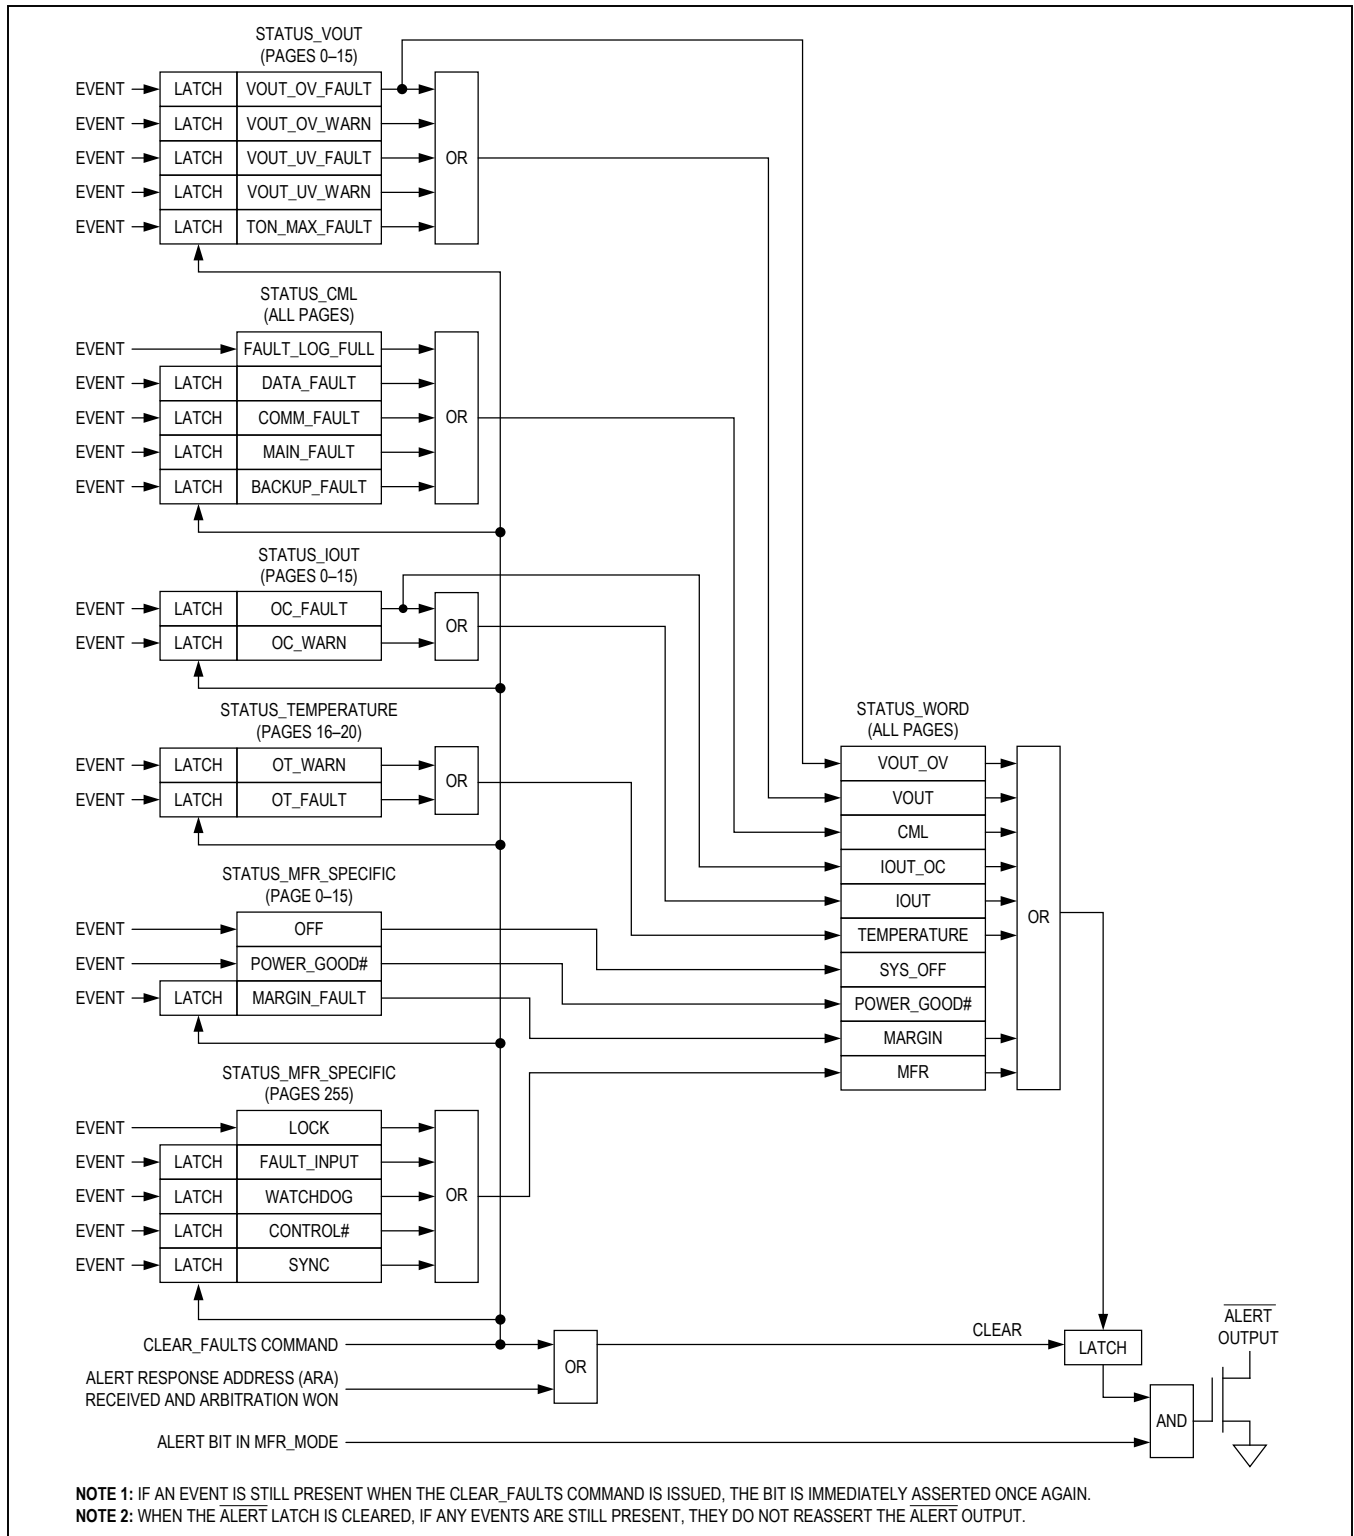 STATUS_VOUT
(PAGES 0–15)
EVENT LATCH VOUT_OV_FAULT
EVENT LATCH VOUT_OV_WARN
EVENT LATCH VOUT_UV_FAULT
EVENT LATCH VOUT_UV_WARN
EVENT LATCH TON_MAX_FAULT
OR
STATUS_CML
(ALL PAGES)
EVENT FAULT_LOG_FULL
EVENT LATCH DATA_FAULT
EVENT LATCH COMM_FAULT
EVENT LATCH MAIN_FAULT
EVENT LATCH BACKUP_FAULT
OR
STATUS_IOUT
(PAGES 0–15)
EVENT LATCH OC_FAULT
EVENT LATCH OC_WARN
OR
STATUS_TEMPERATURE
(PAGES 16–20)
EVENT LATCH OT_WARN
EVENT LATCH OT_FAULT
OR
STATUS_MFR_SPECIFIC
(PAGE 0–15)
EVENT OFF
EVENT POWER_GOOD#
EVENT LATCH MARGIN_FAULT
STATUS_MFR_SPECIFIC
(PAGES 255)
EVENT LOCK
EVENT LATCH FAULT_INPUT
EVENT LATCH WATCHDOG
EVENT LATCH CONTROL#
EVENT LATCH SYNC
OR
STATUS_WORD
(ALL PAGES)
VOUT_OV
VOUT
CML
IOUT_OC
IOUT
TEMPERATURE
SYS_OFF
POWER_GOOD#
MARGIN
MFR
OR
CLEAR_FAULTS COMMAND
ALERT RESPONSE ADDRESS (ARA)
RECEIVED AND ARBITRATION WON
OR
CLEAR
LATCH
ALERT BIT IN MFR_MODE
AND
ALERT
OUTPUT
NOTE 1: IF AN EVENT IS STILL PRESENT WHEN THE CLEAR_FAULTS COMMAND IS ISSUED, THE BIT IS IMMEDIATELY ASSERTED ONCE AGAIN.
NOTE 2: WHEN THE ALERT LATCH IS CLEARED, IF ANY EVENTS ARE STILL PRESENT, THEY DO NOT REASSERT THE ALERT OUTPUT.